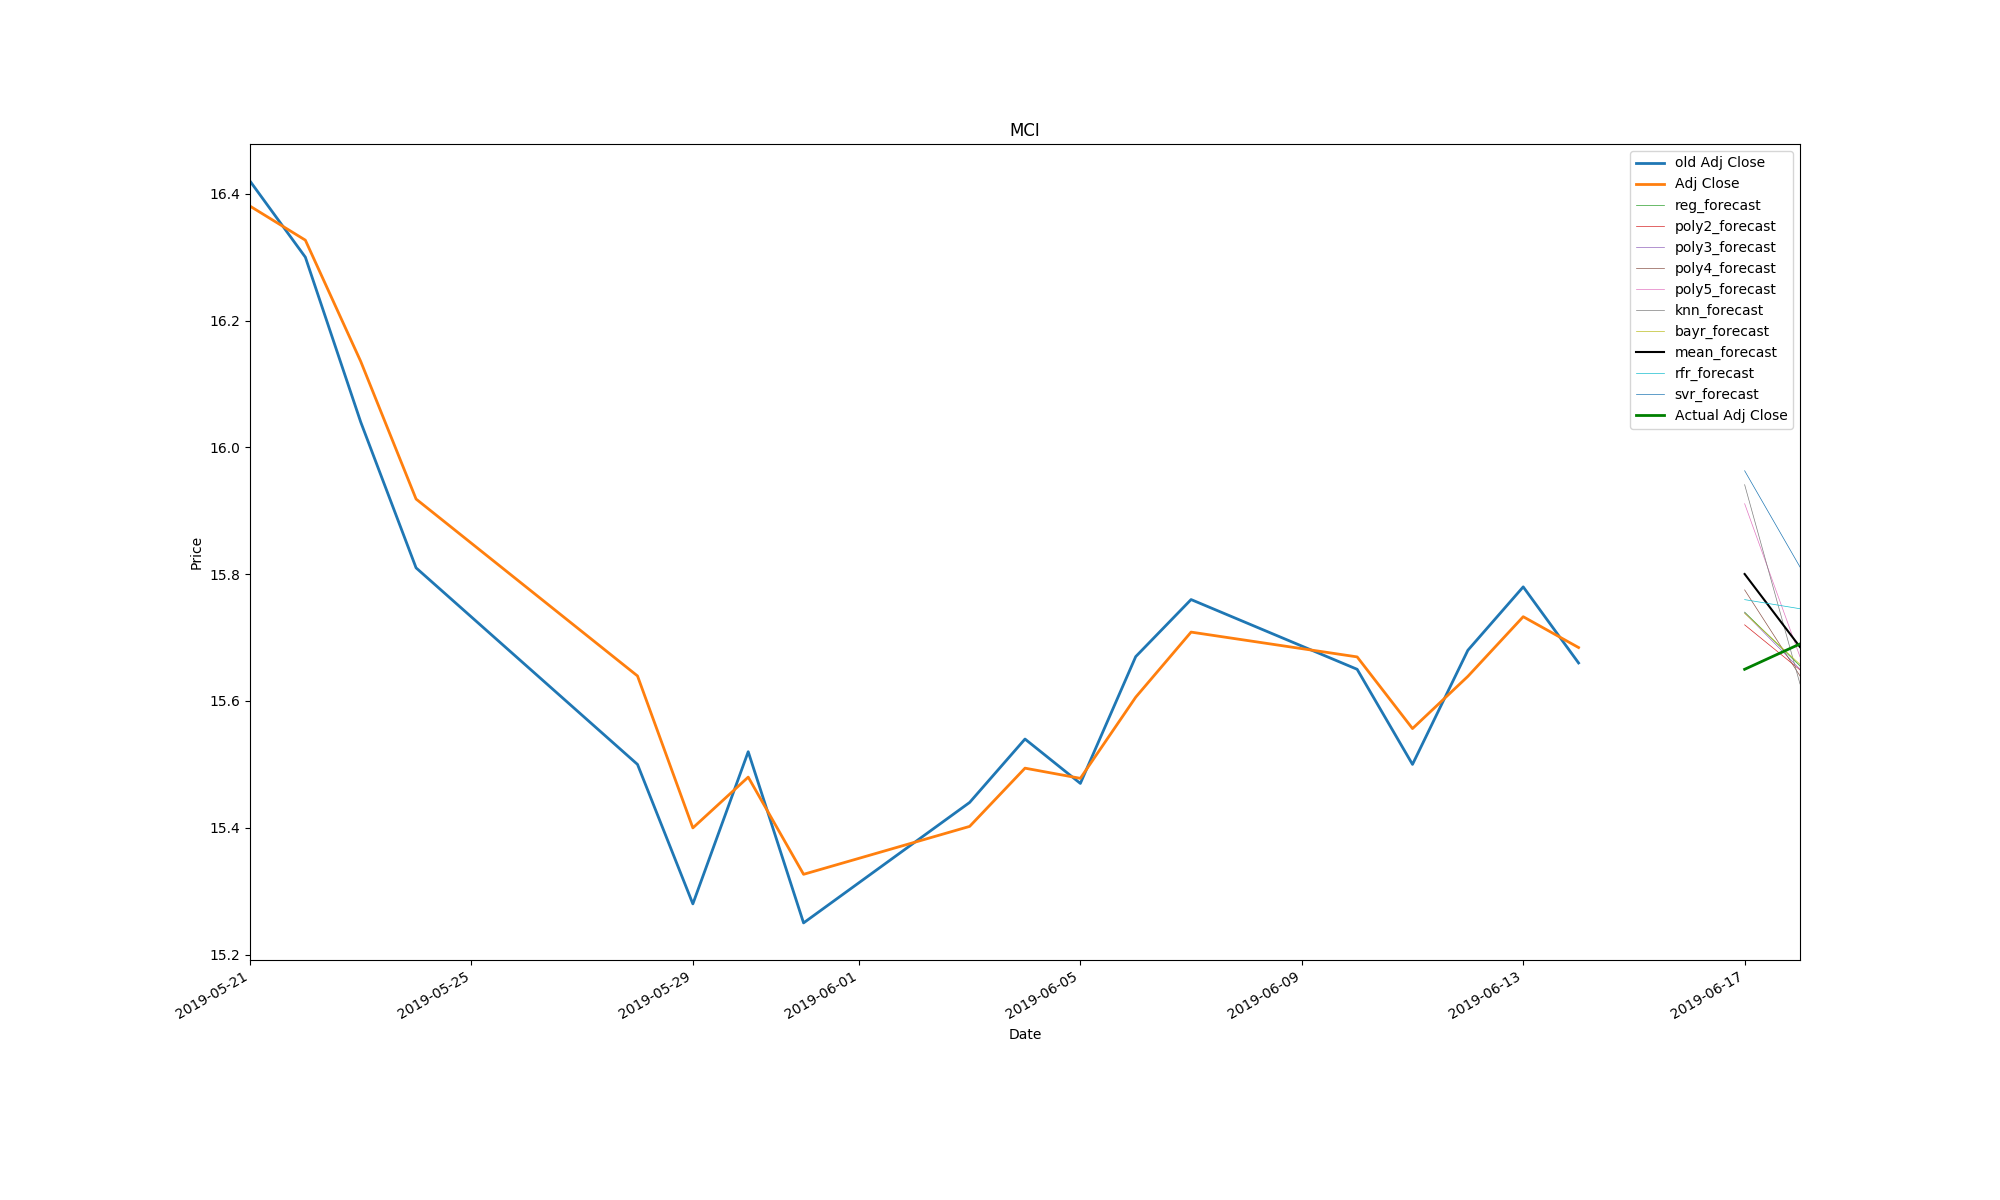 MCI
old Adj Close
Adj Close
reg_forecast
poly2_forecast
poly3_forecast
poly4_forecast
poly5_forecast
knn_forecast
bayr_forecast
mean_forecast
rfr_forecast
svr_forecast
Actual Adj Close
16.4
16.2
16.0
15.8
15.6
15.4
15.2
Price
2019-05-21
2019-05-25
2019-05-29
2019-06-01
2019-06-05
2019-06-09
2019-06-13
2019-06-17
Date